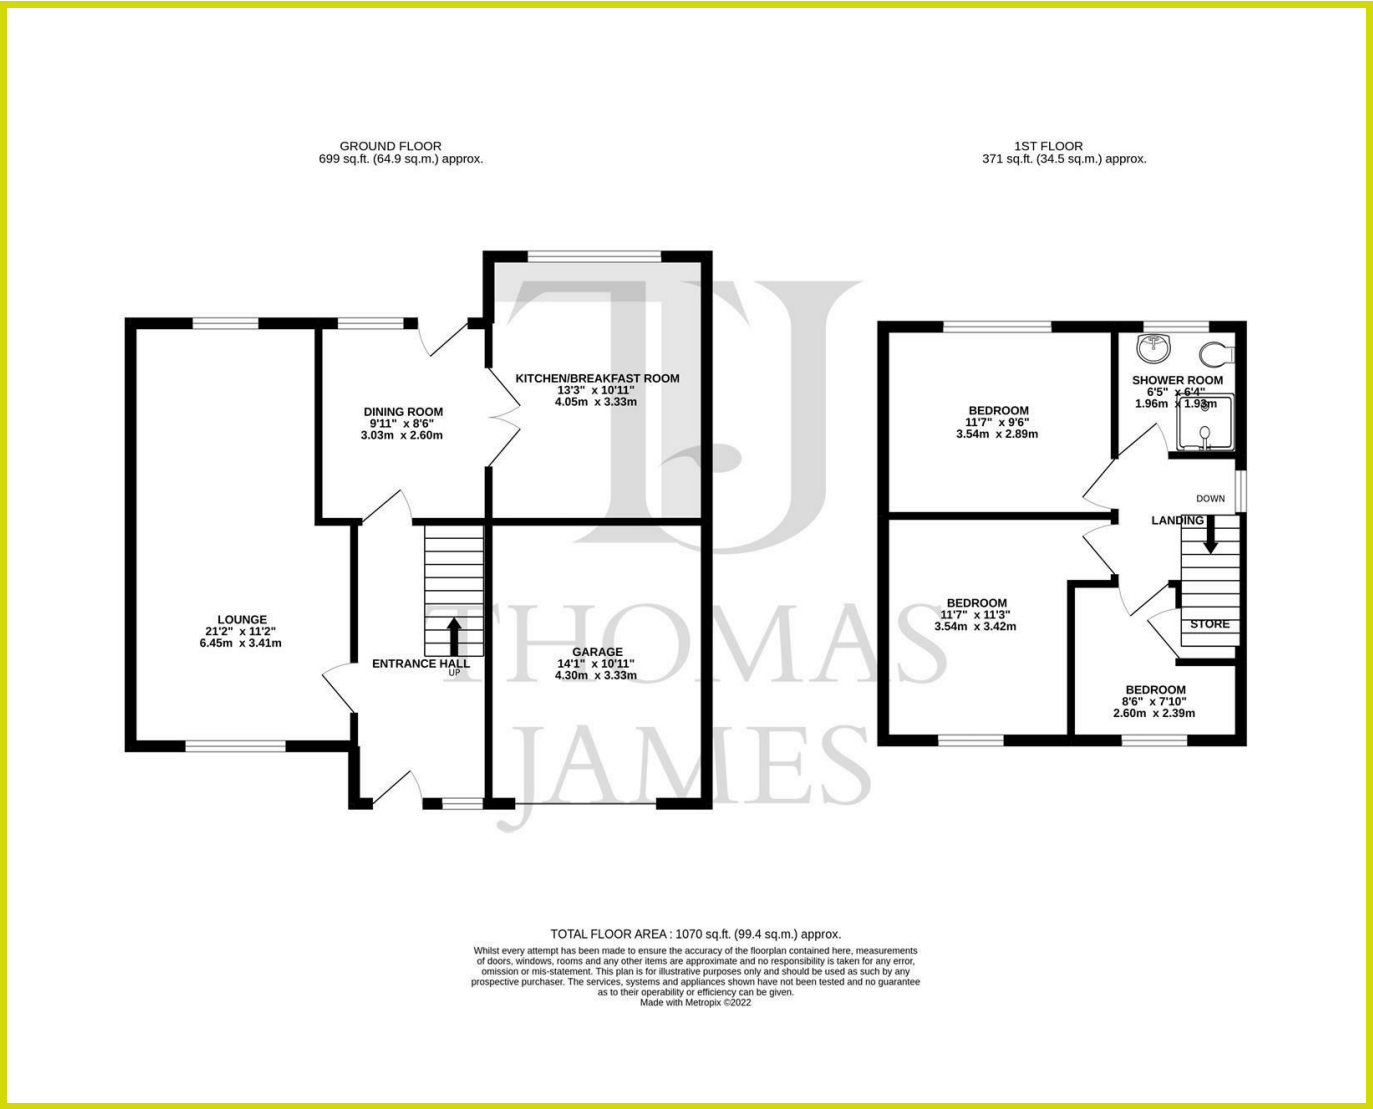 GROUND FLOOR
699 sq.ft. (64.9 sq.m.) approx.
1ST FLOOR
371 sq.ft. (34.5 sq.m.) approx.
KITCHEN/BREAKFAST ROOM
13'3" x 10'11"
4.05m x 3.33m
DINING ROOM
9'11" x 8'6"
3.03m x 2.60m
LOUNGE
21'2" x 11'2"
6.45m x 3.41m
ENTRANCE HALL
UP
GARAGE
14'1" x 10'11"
4.30m x 3.33m
TJ
THOMAS
JAMES
BEDROOM
11'7" x 9'6"
3.54m x 2.89m
SHOWER ROOM
6'5" x 6'4"
1.96m x 1.93m
DOWN
LANDING
BEDROOM
11'7" x 11'3"
3.54m x 3.42m
STORE
BEDROOM
8'6" x 7'10"
2.60m x 2.39m
TOTAL FLOOR AREA : 1070 sq.ft. (99.4 sq.m.) approx.
Whilst every attempt has been made to ensure the accuracy of the floorplan contained here, measurements
of doors, windows, rooms and any other items are approximate and no responsibility is taken for any error,
omission or mis-statement. This plan is for illustrative purposes only and should be used as such by any
prospective purchaser. The services, systems and appliances shown have not been tested and no guarantee
as to their operability or efficiency can be given.
Made with Metropix ©2022